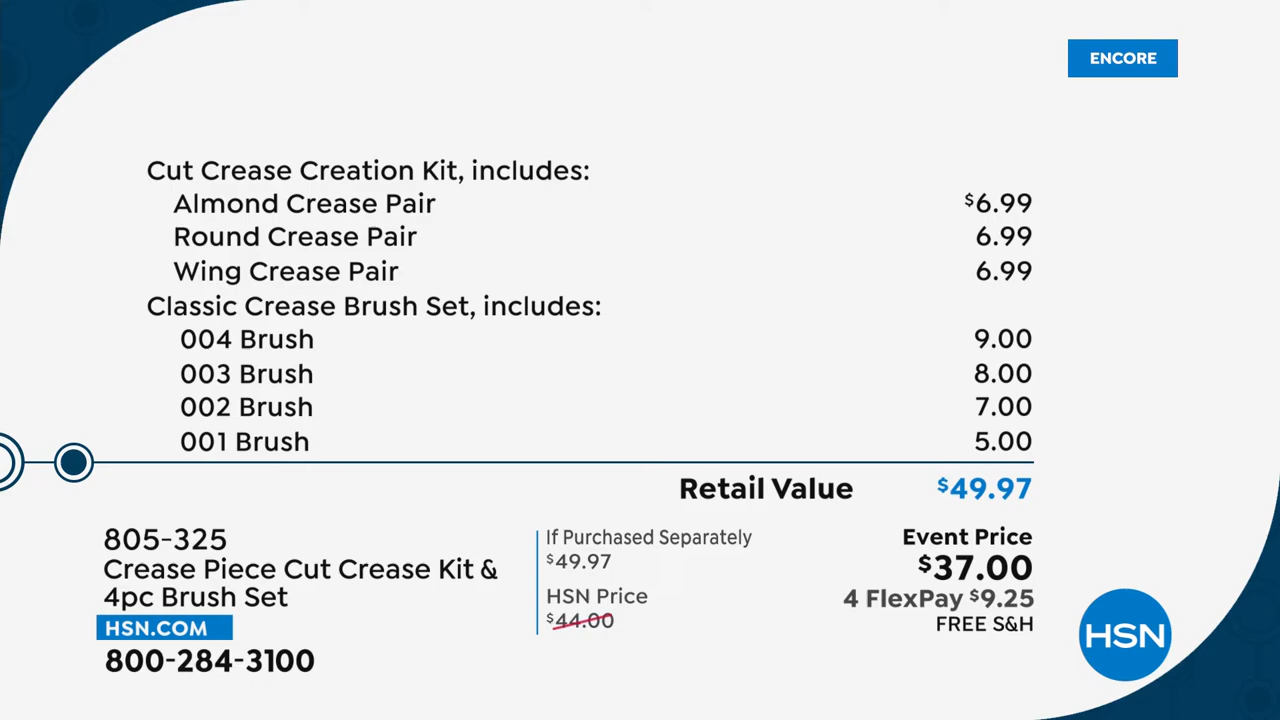 ENCORE
Cut Crease Creation Kit, includes:
Almond Crease Pair $6.99
Round Crease Pair 6.99
Wing Crease Pair 6.99
Classic Crease Brush Set, includes:
004 Brush 9.00
003 Brush 8.00
002 Brush 7.00
001 Brush 5.00
Retail Value $49.97
805-325
Crease Piece Cut Crease Kit &
4pc Brush Set
HSN.COM
800-284-3100
If Purchased Separately
$49.97
HSN Price
$44.00
Event Price
$37.00
4 FlexPay $9.25
FREE S&H
HSN